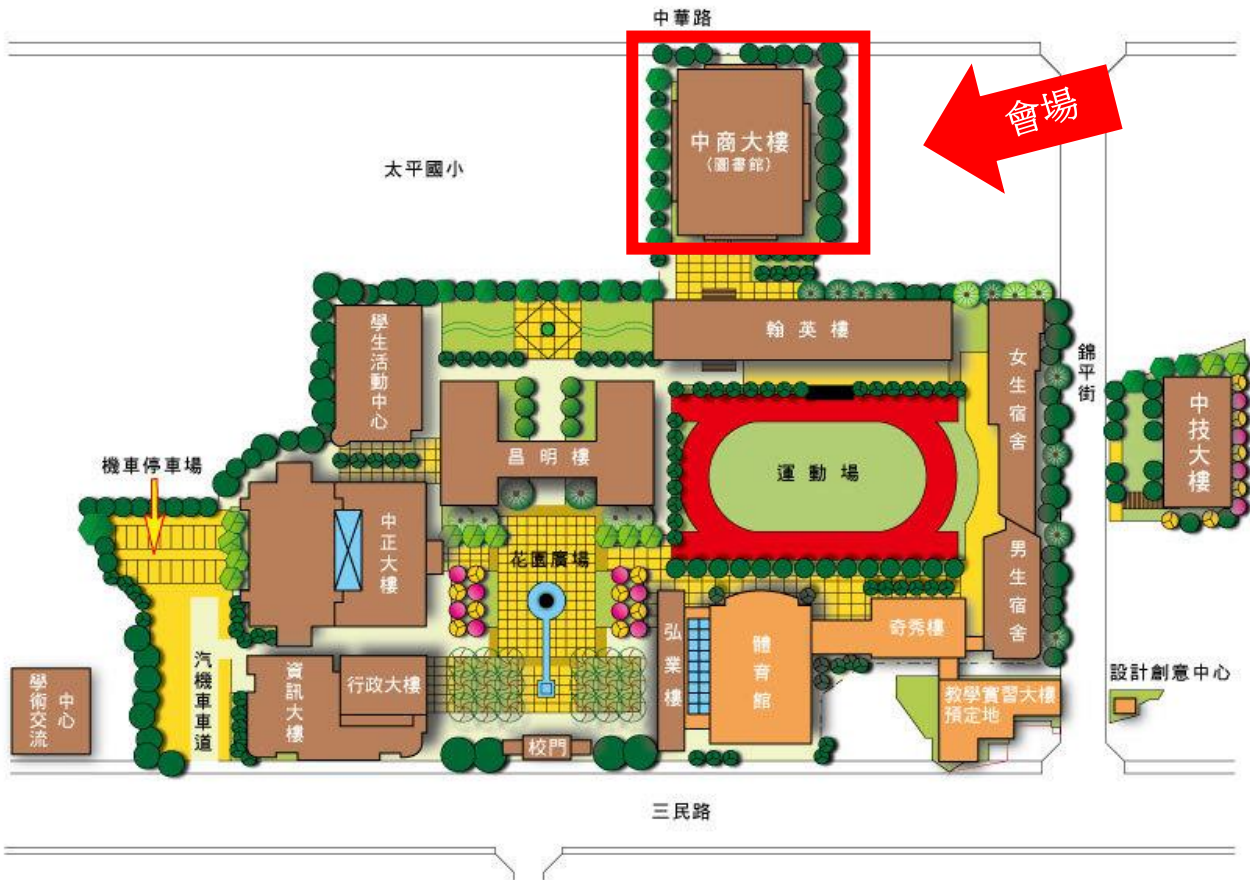 中華路
會場
中商大樓
(圖書館)
太平國小
學生活動中心
翰英樓
女生宿舍
錦平街
中技大樓
昌明樓
運動場
機車停車場
中正大樓
花園廣場
男生宿舍
弘業樓
體育館
奇秀樓
學術交流
中心
汽機車車道
資訊大樓
行政大樓
校門
教學實習大樓
預定地
設計創意中心
三民路